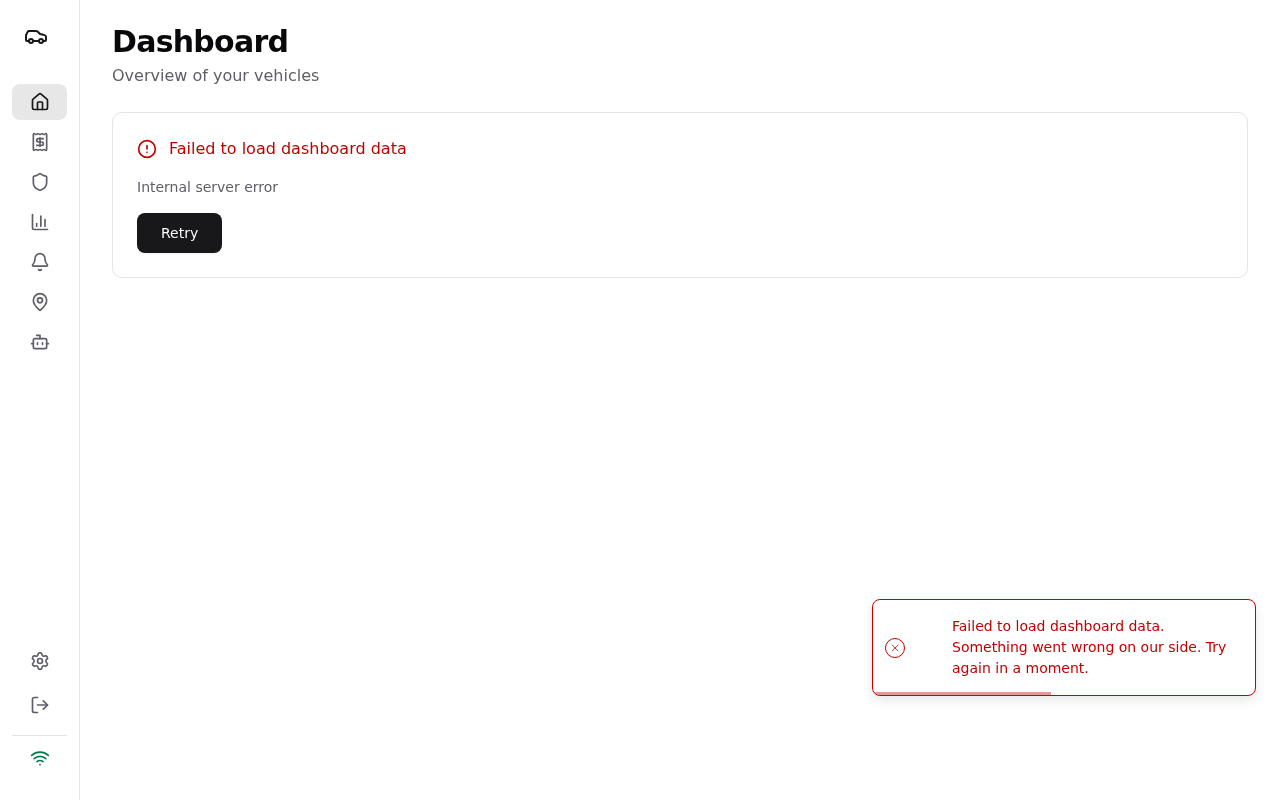 Dashboard
Overview of your vehicles
Failed to load dashboard data
Internal server error
Retry
Failed to load dashboard data.
Something went wrong on our side. Try
again in a moment.